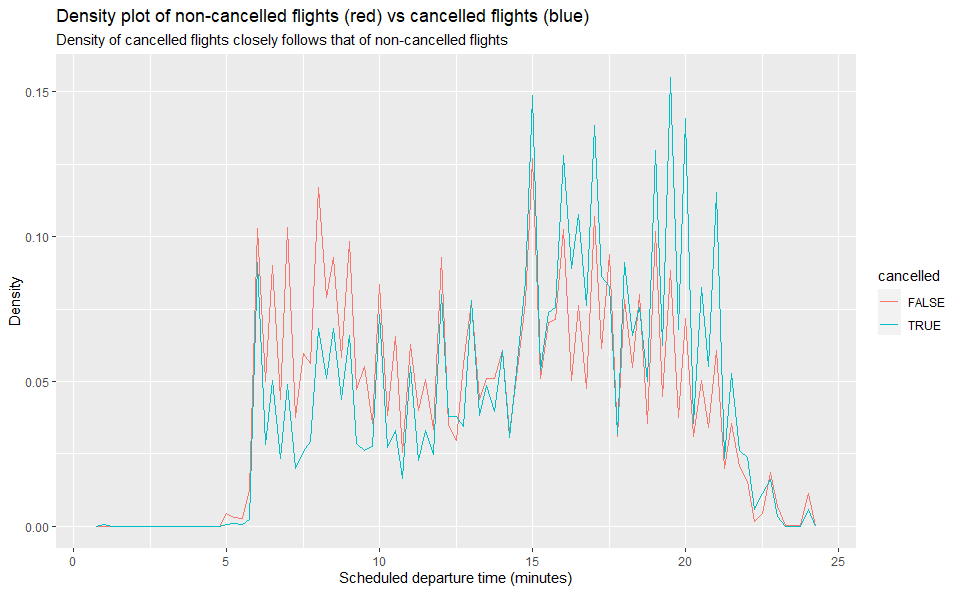 Density plot of non-cancelled flights (red) vs cancelled flights (blue)
Density of cancelled flights closely follows that of non-cancelled flights
0.15
0.10
0.05
0.00
Density
0 5 10 15 20 25
Scheduled departure time (minutes)
cancelled
FALSE
TRUE